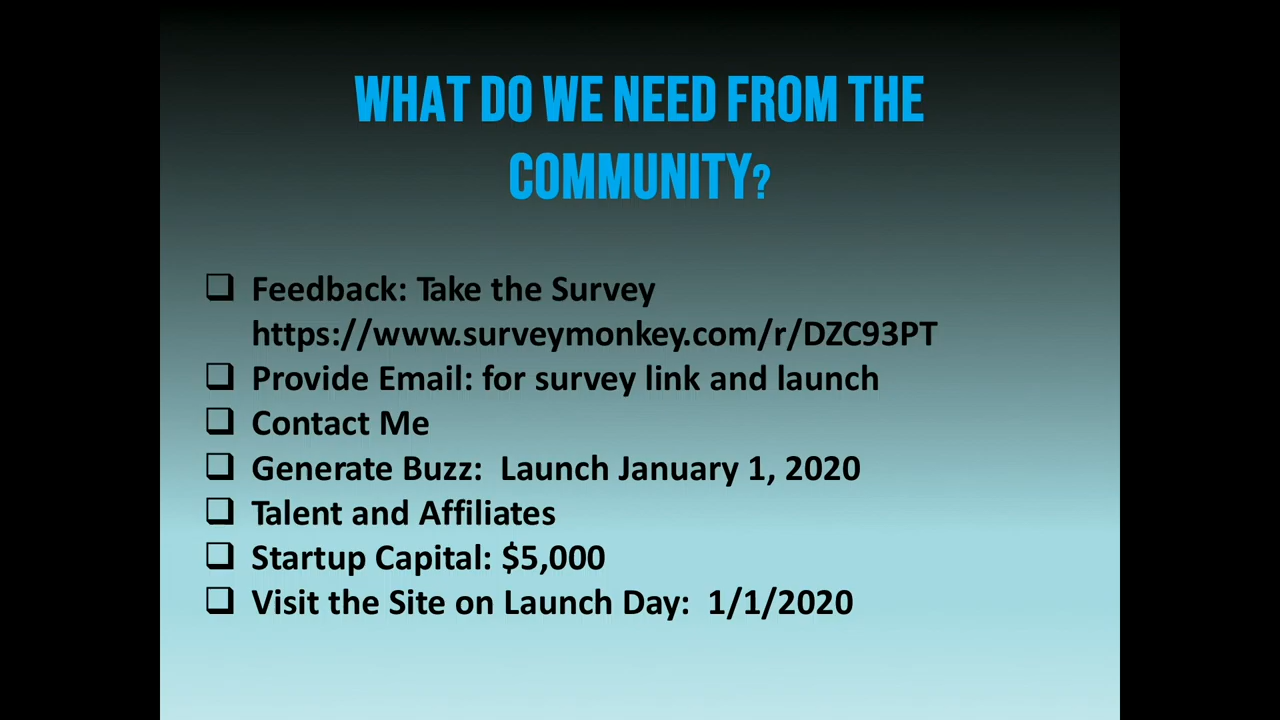 WHAT DO WE NEED FROM THE
COMMUNITY?
Feedback: Take the Survey
https://www.surveymonkey.com/r/DZC93PT
Provide Email: for survey link and launch
Contact Me
Generate Buzz:  Launch January 1, 2020
Talent and Affiliates
Startup Capital: $5,000
Visit the Site on Launch Day:  1/1/2020